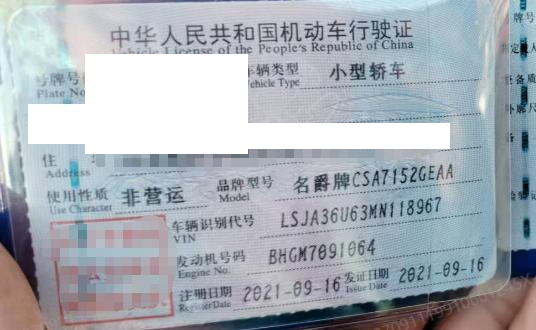 中华人民共和国机动车行驶证
Vehicle License of the People's Republic of China
号牌号
Plate No
车辆类型 小型轿车
Vehicle Type
住
Address
使用性质 非营运 品牌型号 名爵牌CSA7152GEAA
Use Character Model
车辆识别代号 LSJA36U63MN118967
VIN
发动机号码 BHGM7091064
Engine No.
注册日期 2021-09-16 发证日期 2021-09-16
Register Date Issue Date
牌号